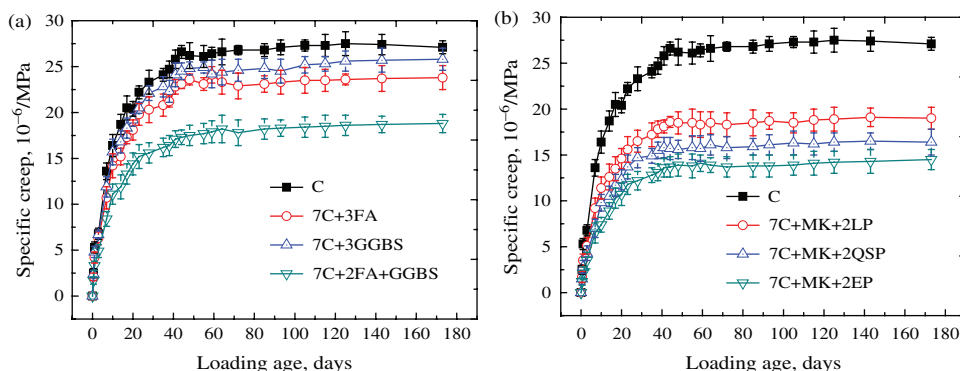 (a)
30
25
20
15
10
5
0
Specific creep, 10⁻⁶/MPa
C
7C+3FA
7C+3GGBS
7C+2FA+GGBS
0 20 40 60 80 100 120 140 160 180
Loading age, days
(b)
30
25
20
15
10
5
0
Specific creep, 10⁻⁶/MPa
C
7C+MK+2LP
7C+MK+2QSP
7C+MK+2EP
0 20 40 60 80 100 120 140 160 180
Loading age, days